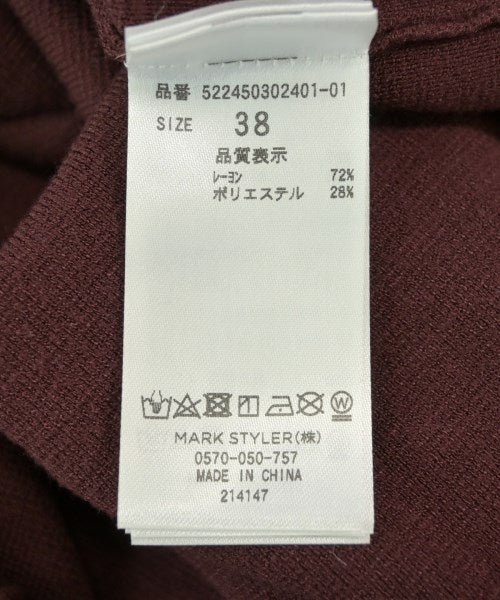 品番 522450302401-01
SIZE 38
品質表示
レーヨン 72%
ポリエステル 28%
MARK STYLER(株)
0570-050-757
MADE IN CHINA
214147